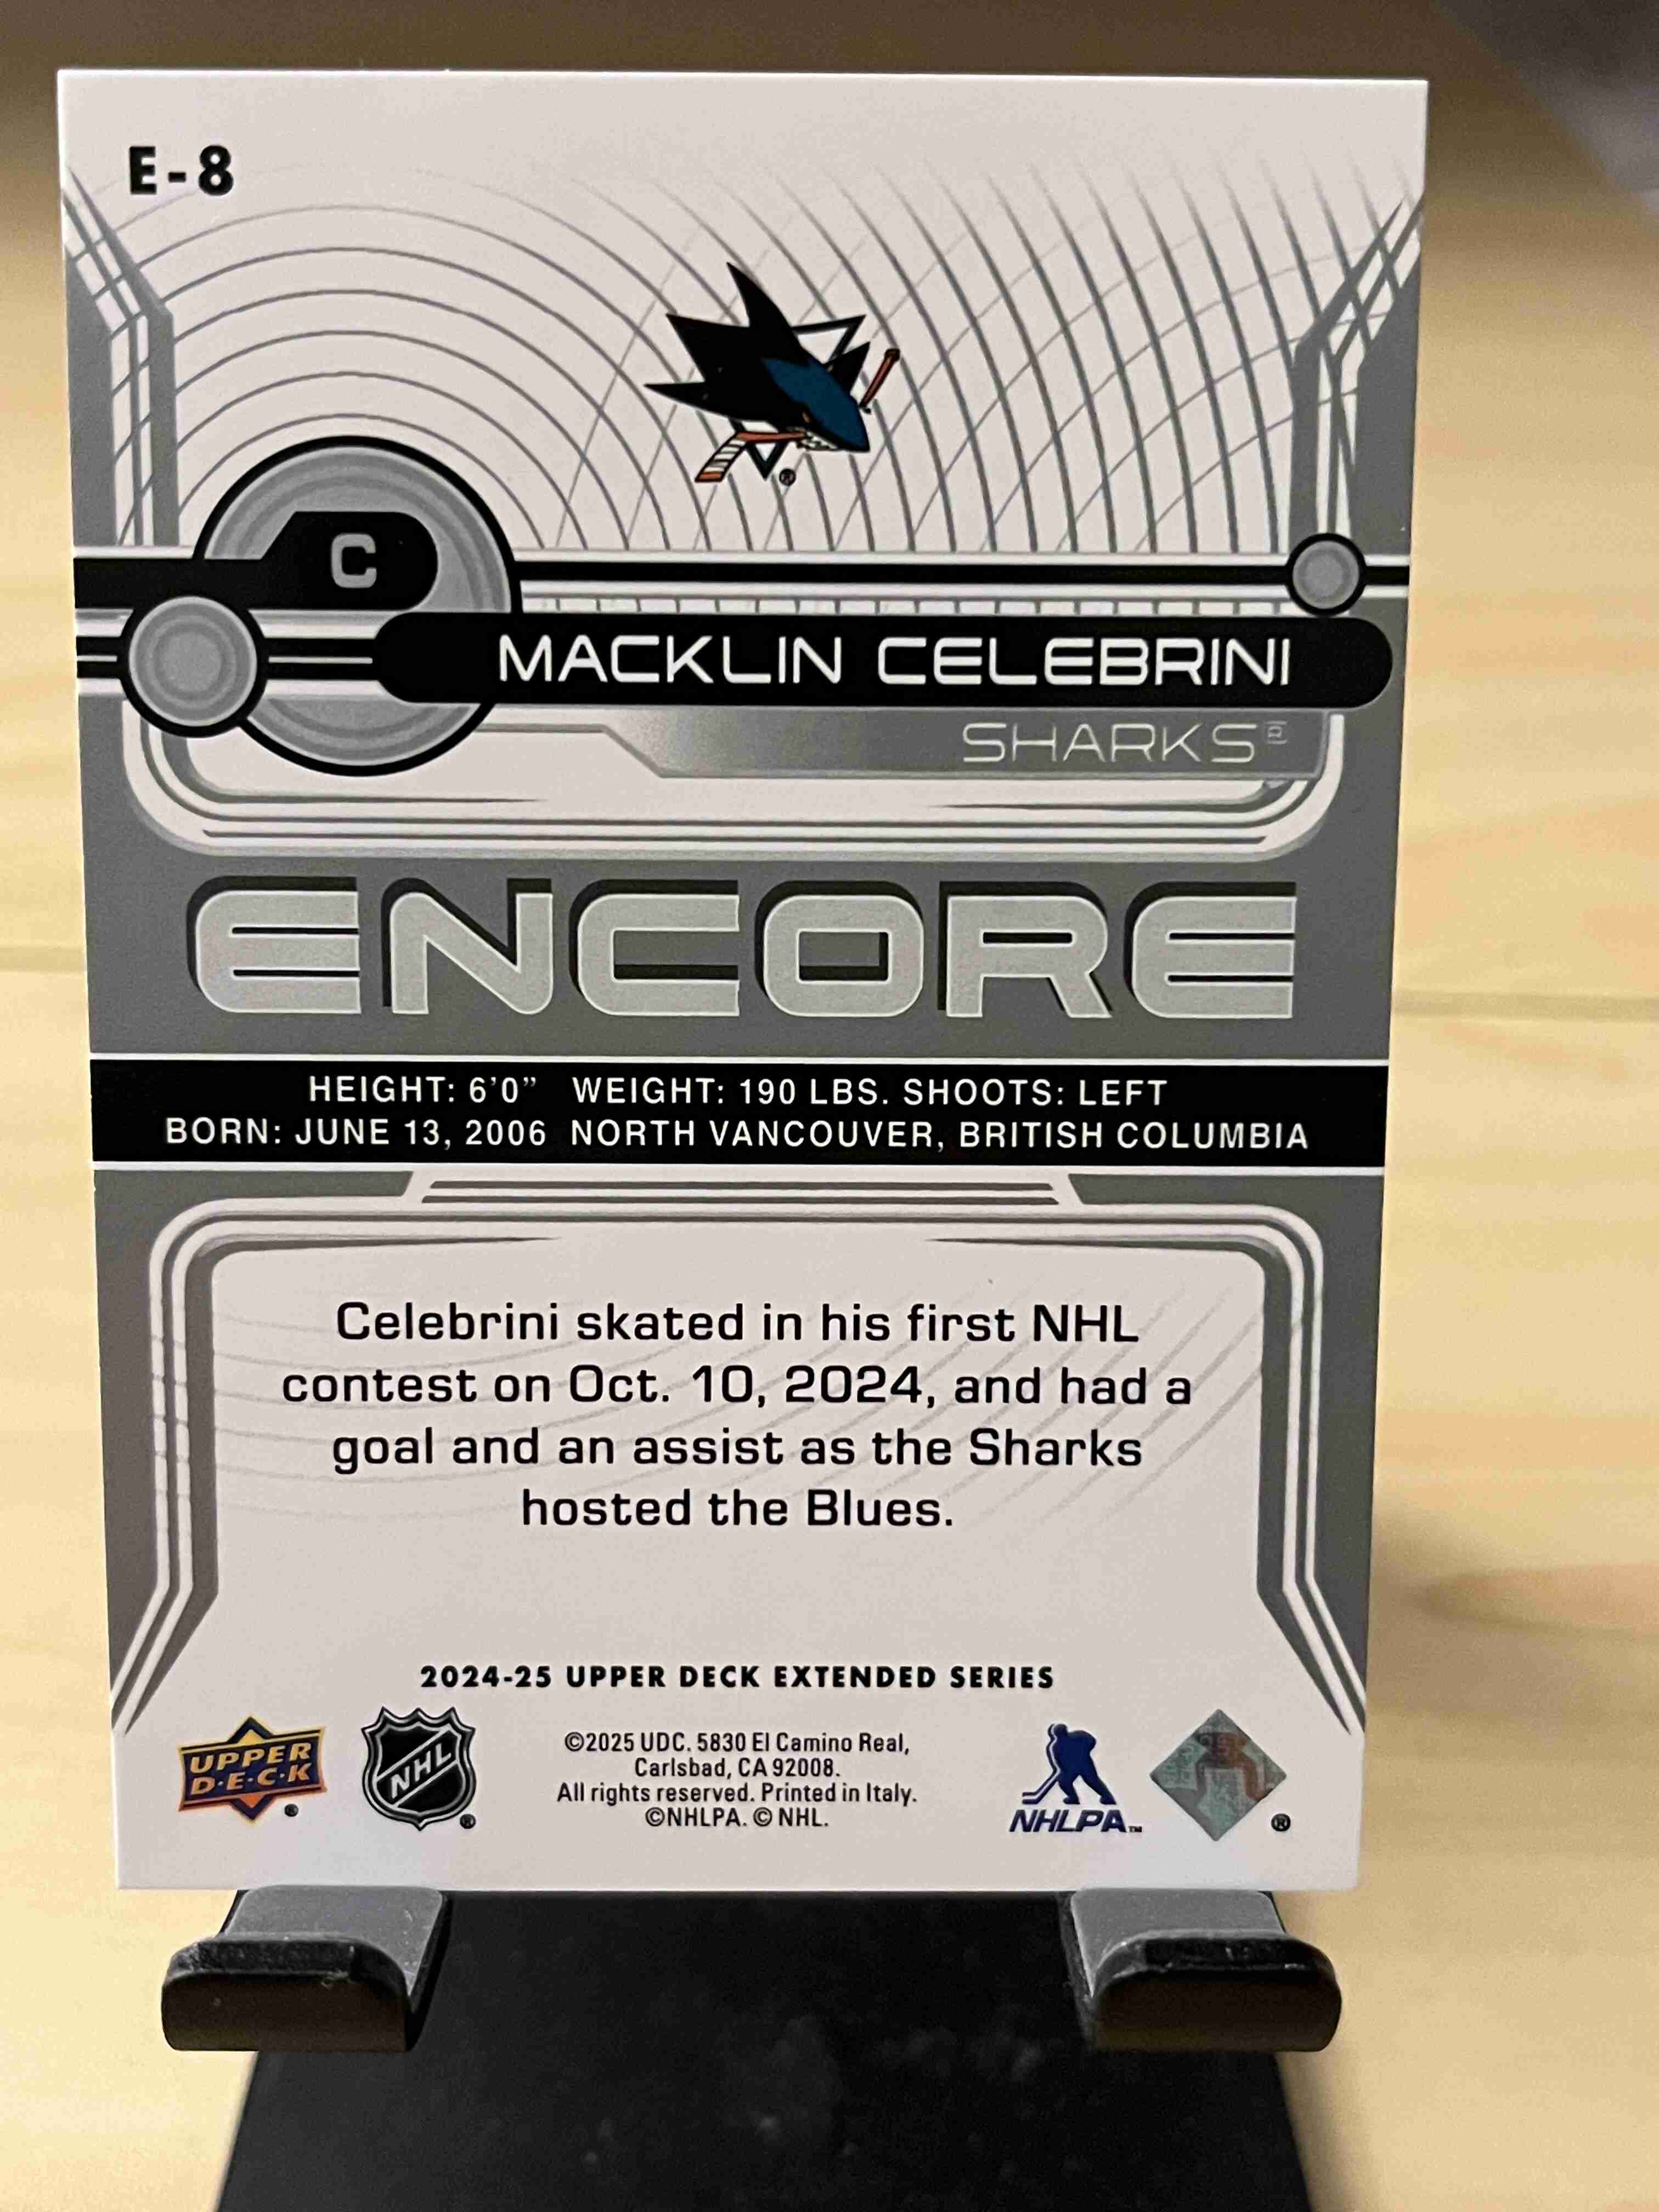 E-8
C
MACKLIN CELEBRINI
SHARKS®
ENCORE
HEIGHT: 6'0” WEIGHT: 190 LBS. SHOOTS: LEFT
BORN: JUNE 13, 2006 NORTH VANCOUVER, BRITISH COLUMBIA
Celebrini skated in his first NHL
contest on Oct. 10, 2024, and had a
goal and an assist as the Sharks
hosted the Blues.
2024-25 UPPER DECK EXTENDED SERIES
UPPER
D·E·C·K
®
NHL
®
©2025 UDC. 5830 El Camino Real,
Carlsbad, CA 92008.
All rights reserved. Printed in Italy.
©NHLPA. © NHL.
NHLPA™
®